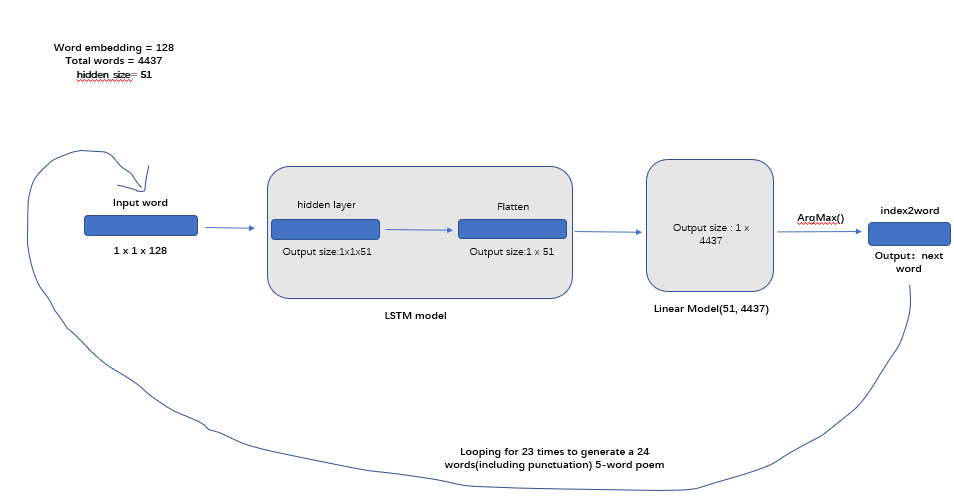 Word embedding = 128
Total words = 4437
hidden size= 51
Input word
1 x 1 x 128
hidden layer
Output size:1x1x51
Flatten
Output size:1 x 51
LSTM model
Output size : 1 x
4437
Linear Model(51, 4437)
ArgMax()
index2word
Output: next
word
Looping for 23 times to generate a 24
words(including punctuation) 5-word poem